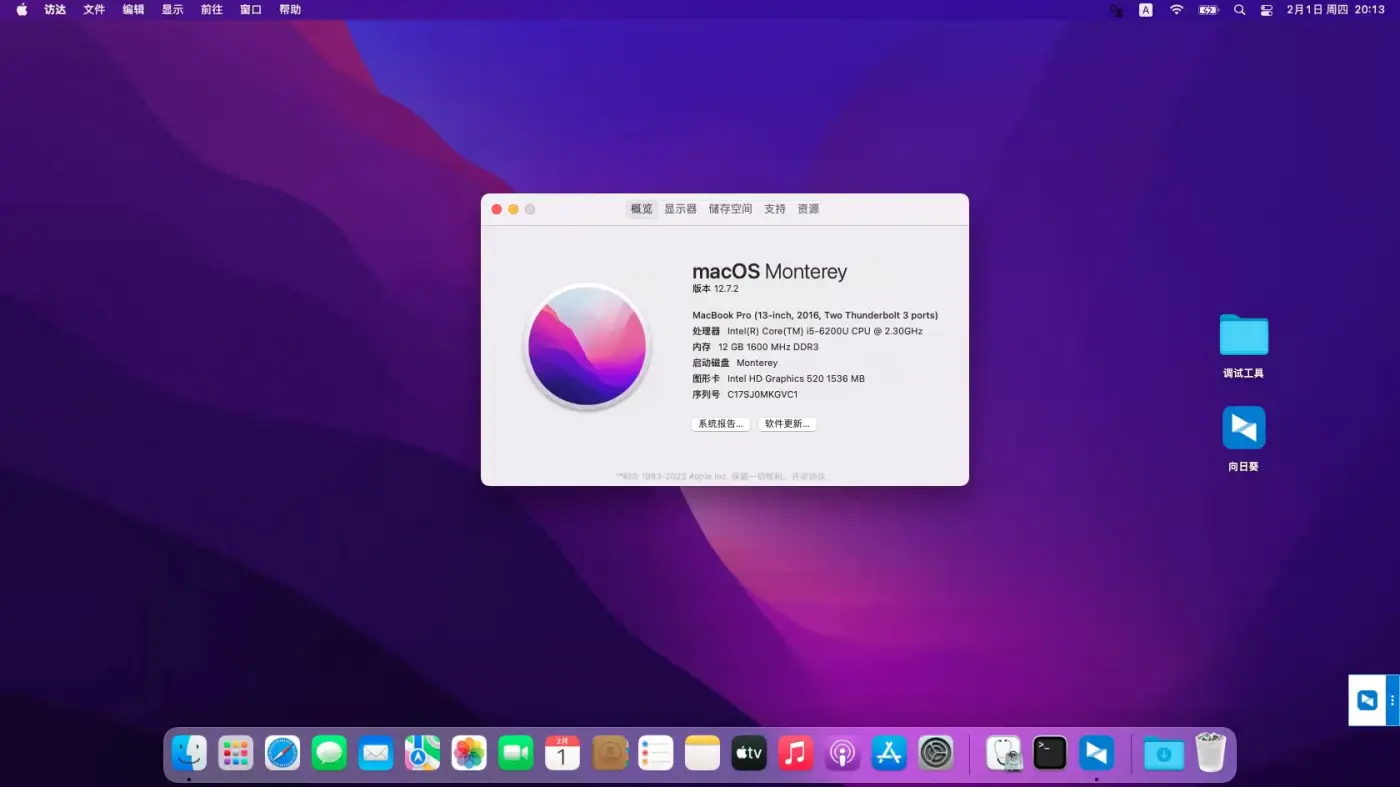 访达 文件 编辑 显示 前往 窗口 帮助
A 2月1日 周四 20:13
概览 显示器 储存空间 支持 资源
macOS Monterey
版本 12.7.2
MacBook Pro (13-inch, 2016, Two Thunderbolt 3 ports)
处理器 Intel(R) Core(TM) i5-6200U CPU @ 2.30GHz
内存 12 GB 1600 MHz DDR3
启动磁盘 Monterey
图形卡 Intel HD Graphics 520 1536 MB
序列号 C17SJ0MKGVC1
系统报告... 软件更新...
™和© 1983-2023 Apple Inc. 保留一切权利。许可协议
调试工具
向日葵
2月
1
tv